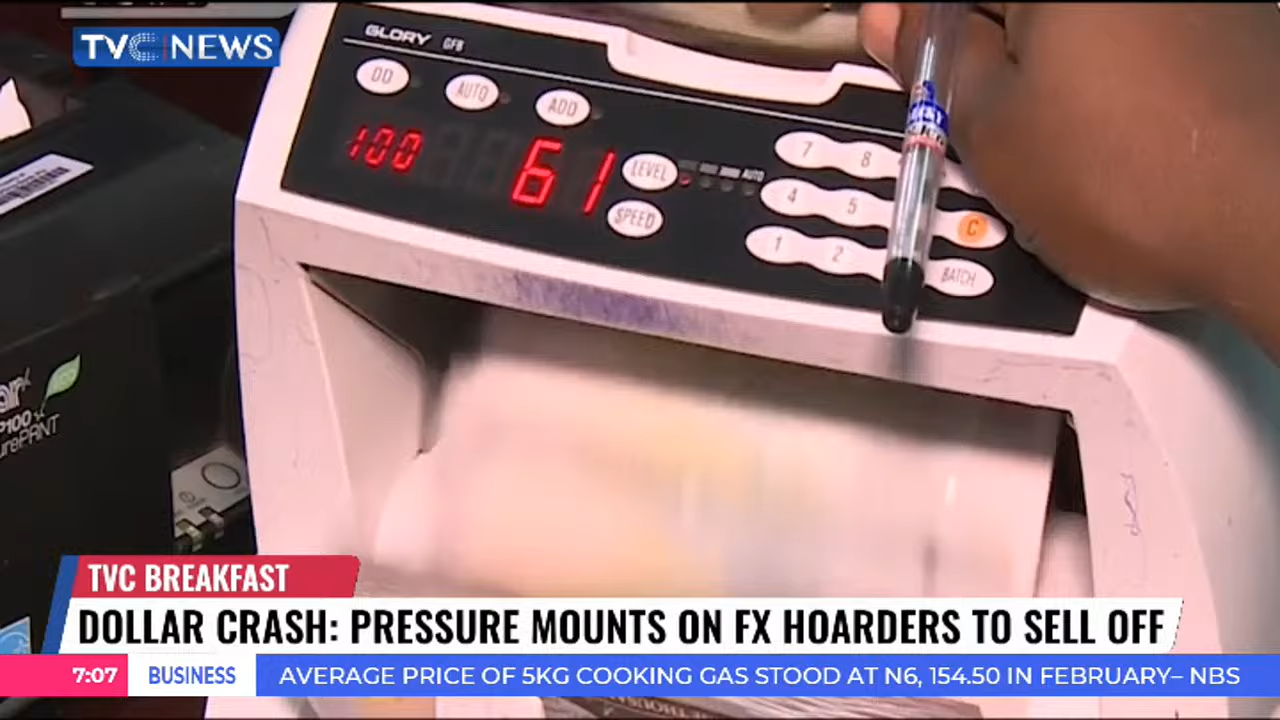 TVC NEWS
GLORY GFB
DD AUTO ADD
100 61
LEVEL AUTO
SPEED
7 8
4 5 C
1 2 BATCH
P100
TVC BREAKFAST
DOLLAR CRASH: PRESSURE MOUNTS ON FX HOARDERS TO SELL OFF
7:07 BUSINESS AVERAGE PRICE OF 5KG COOKING GAS STOOD AT N6, 154.50 IN FEBRUARY– NBS